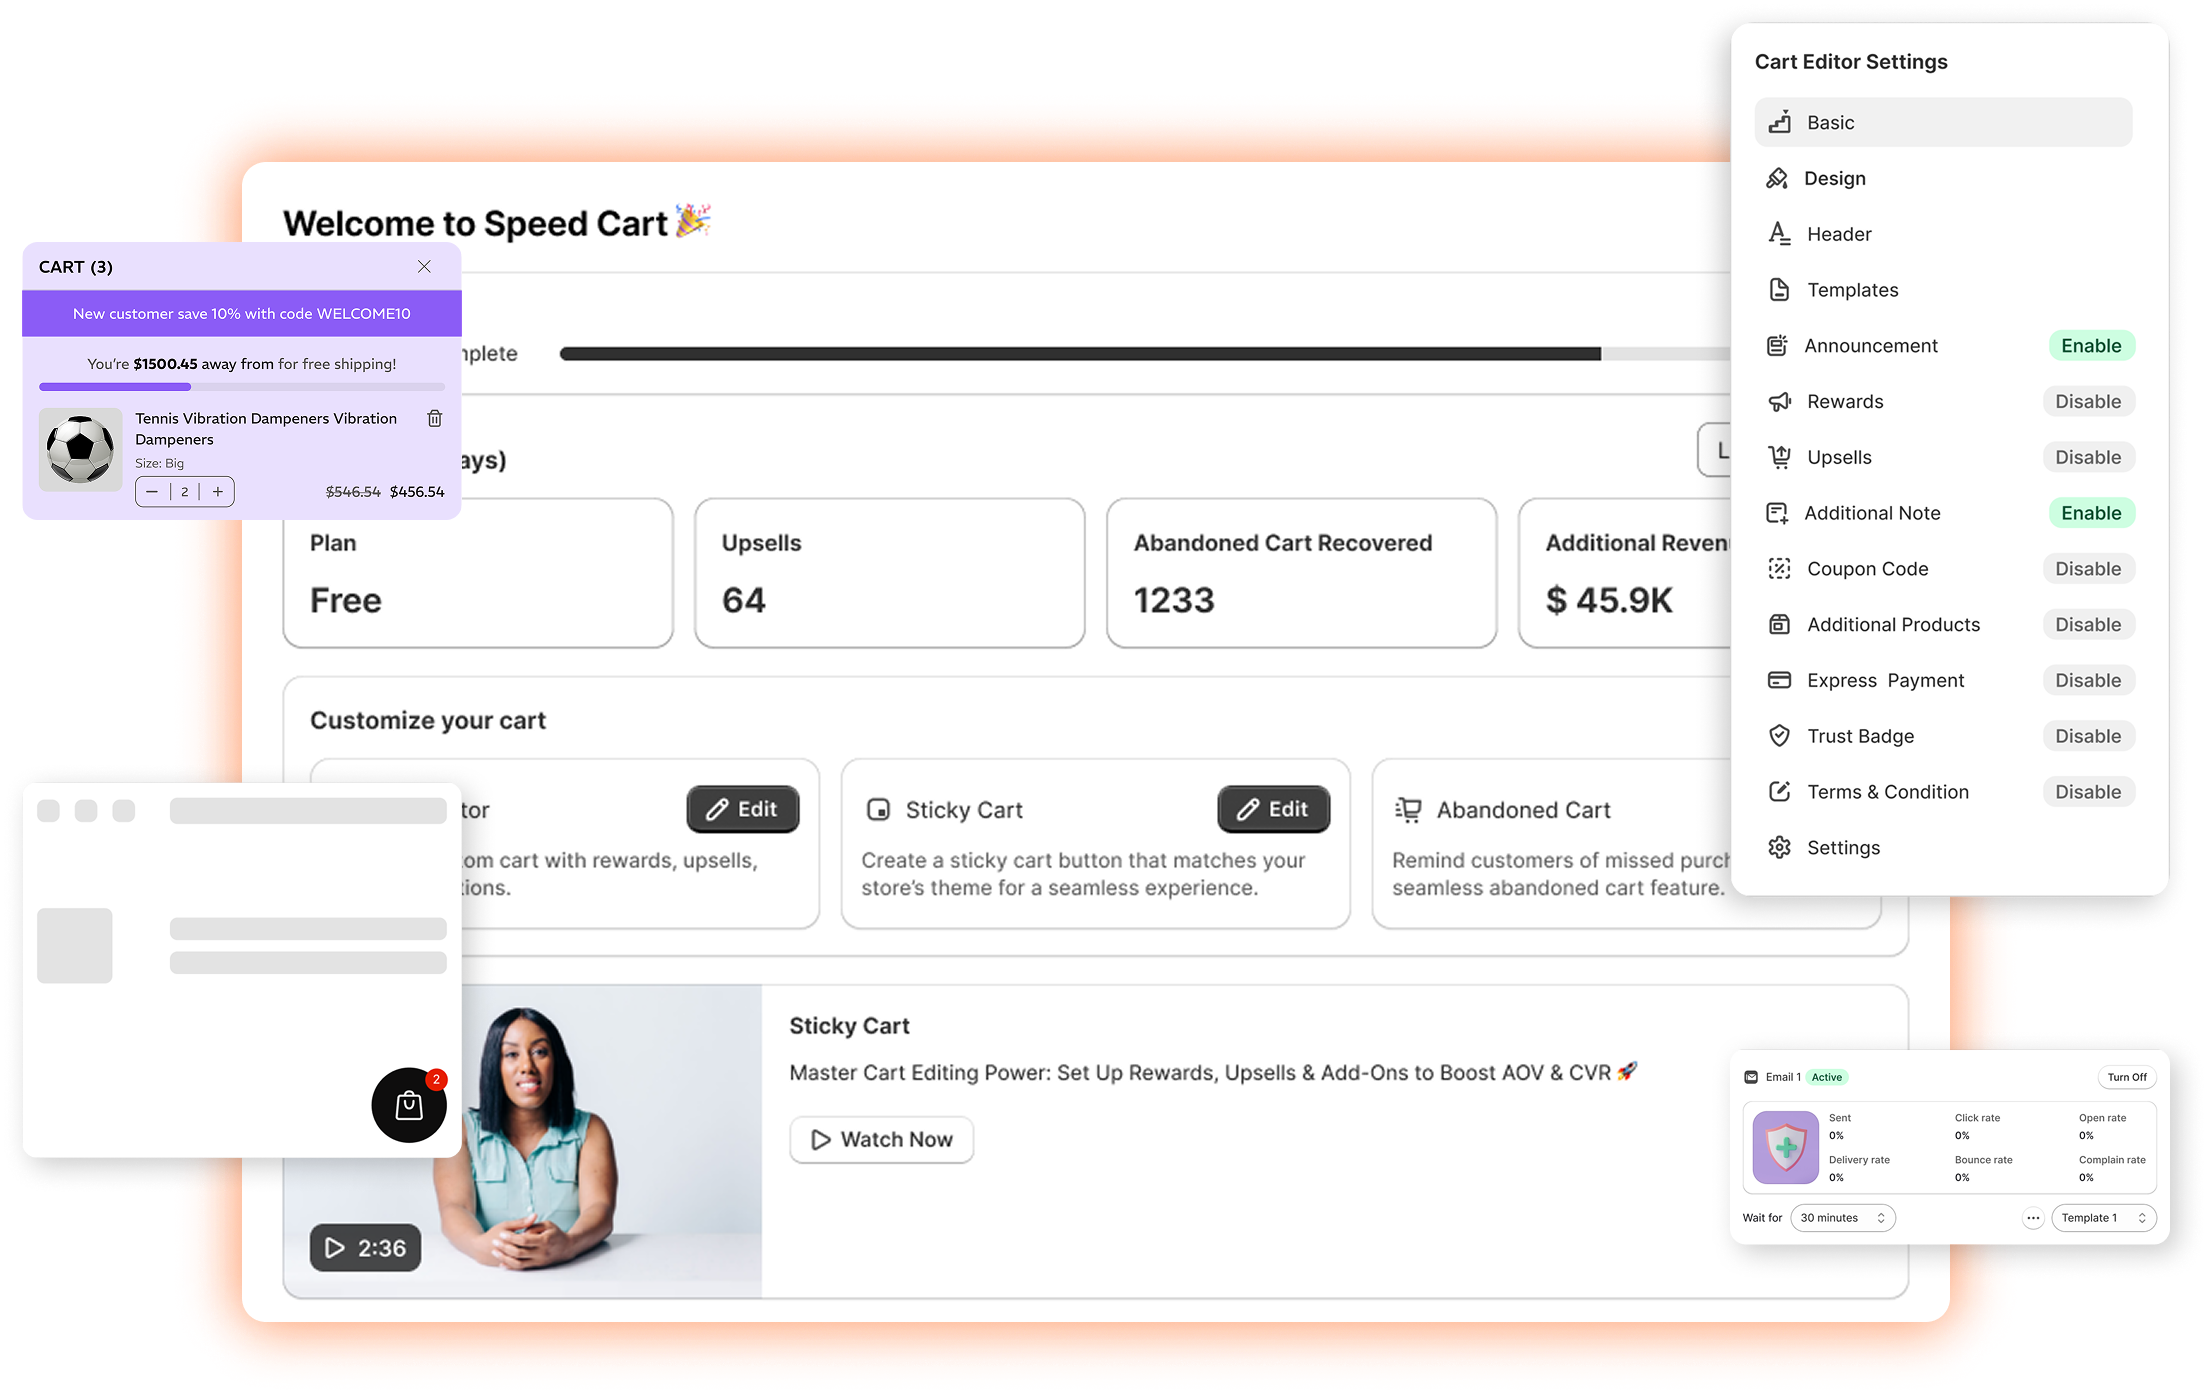 Welcome to Speed Cart
CART (3)
New customer save 10% with code WELCOME10
You're $1500.45 away from for free shipping!
Tennis Vibration Dampeners Vibration
Dampeners
Size: Big
2
$546.54 $456.54
Plan
Free
Upsells
64
Abandoned Cart Recovered
1233
Additional
$ 45.9K
Customize your cart
Edit
cart with rewards, upsells,
Sticky Cart
Edit
Create a sticky cart button that matches your
store's theme for a seamless experience.
Abandoned Cart
Remind customers of missed
seamless abandoned cart feature.
2
2:36
Sticky Cart
Master Cart Editing Power: Set Up Rewards, Upsells & Add-Ons to Boost AOV & CVR
Watch Now
Cart Editor Settings
Basic
Design
Header
Templates
Announcement Enable
Rewards Disable
Upsells Disable
Additional Note Enable
Coupon Code Disable
Additional Products Disable
Express Payment Disable
Trust Badge Disable
Terms & Condition Disable
Settings
Email 1 Active Turn Off
Sent Click rate Open rate
0% 0% 0%
Delivery rate Bounce rate Complain rate
0% 0% 0%
Wait for 30 minutes Template 1